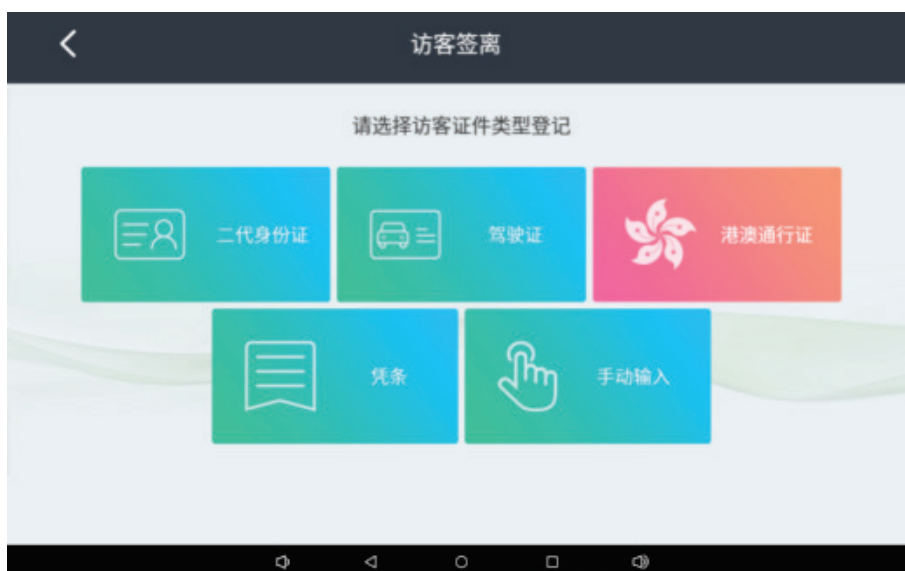 访客签离
请选择访客证件类型登记
二代身份证
驾驶证
港澳通行证
凭条
手动输入